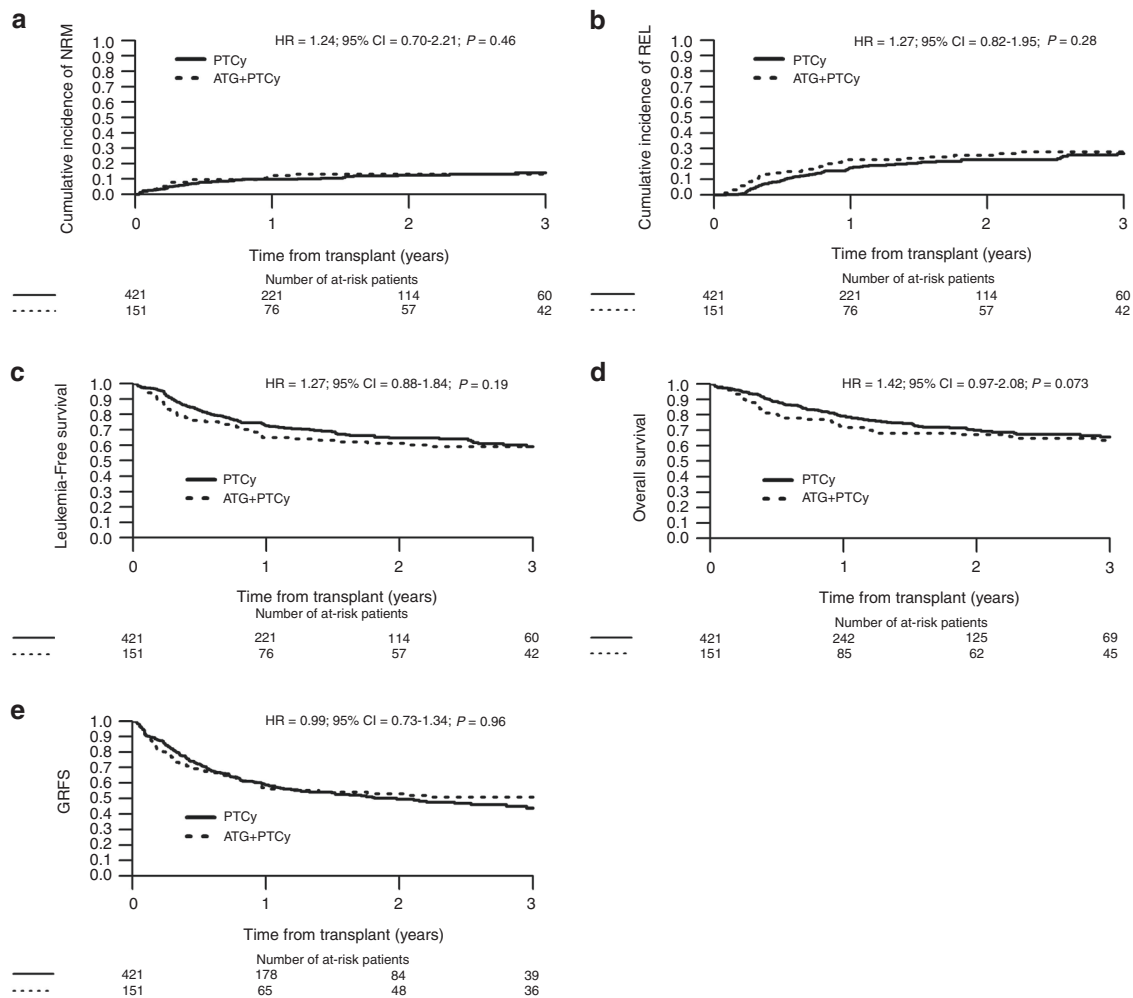 a
HR = 1.24; 95% CI = 0.70-2.21; P = 0.46
Cumulative incidence of NRM
1.0
0.9
0.8
0.7
0.6
0.5
0.4
0.3
0.2
0.1
0.0
PTCy
ATG+PTCy
0 1 2 3
Time from transplant (years)
Number of at-risk patients
421 221 114 60
151 76 57 42
b
HR = 1.27; 95% CI = 0.82-1.95; P = 0.28
Cumulative incidence of REL
1.0
0.9
0.8
0.7
0.6
0.5
0.4
0.3
0.2
0.1
0.0
PTCy
ATG+PTCy
0 1 2 3
Time from transplant (years)
Number of at-risk patients
421 221 114 60
151 76 57 42
c
HR = 1.27; 95% CI = 0.88-1.84; P = 0.19
Leukemia-Free survival
1.0
0.9
0.8
0.7
0.6
0.5
0.4
0.3
0.2
0.1
0.0
PTCy
ATG+PTCy
0 1 2 3
Time from transplant (years)
Number of at-risk patients
421 221 114 60
151 76 57 42
d
HR = 1.42; 95% CI = 0.97-2.08; P = 0.073
Overall survival
1.0
0.9
0.8
0.7
0.6
0.5
0.4
0.3
0.2
0.1
0.0
PTCy
ATG+PTCy
0 1 2 3
Time from transplant (years)
Number of at-risk patients
421 242 125 69
151 85 62 45
e
HR = 0.99; 95% CI = 0.73-1.34; P = 0.96
GRFS
1.0
0.9
0.8
0.7
0.6
0.5
0.4
0.3
0.2
0.1
0.0
PTCy
ATG+PTCy
0 1 2 3
Time from transplant (years)
Number of at-risk patients
421 178 84 39
151 65 48 36